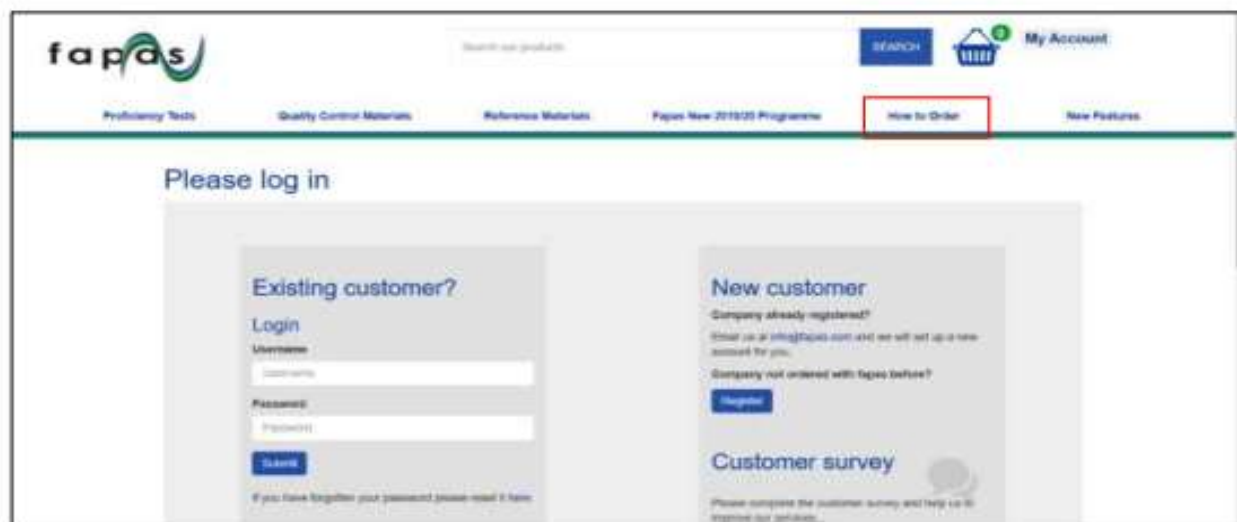 fapas
Search our products
SEARCH
0
My Account
Proficiency Tests
Quality Control Materials
Reference Materials
Fapas New 2019/20 Programme
How to Order
New Features
Please log in
Existing customer?
Login
Username
Username
Password
Password
Submit
If you have forgotten your password please reset it here
New customer
Company already registered?
Email us at info@fapas.com and we will set up a new
account for you.
Company not ordered with fapas before?
Register
Customer survey
Please complete the customer survey and help us to
improve our services...